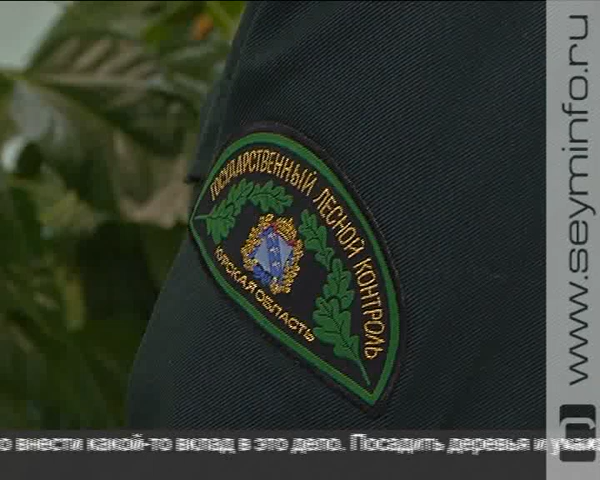 ГОСУДАРСТВЕННЫЙ ЛЕСНОЙ КОНТРОЛЬ
КУРСКАЯ ОБЛАСТЬ
www.seyminfo.ru
о внести какой-то вклад в это дело. Посадить деревья и